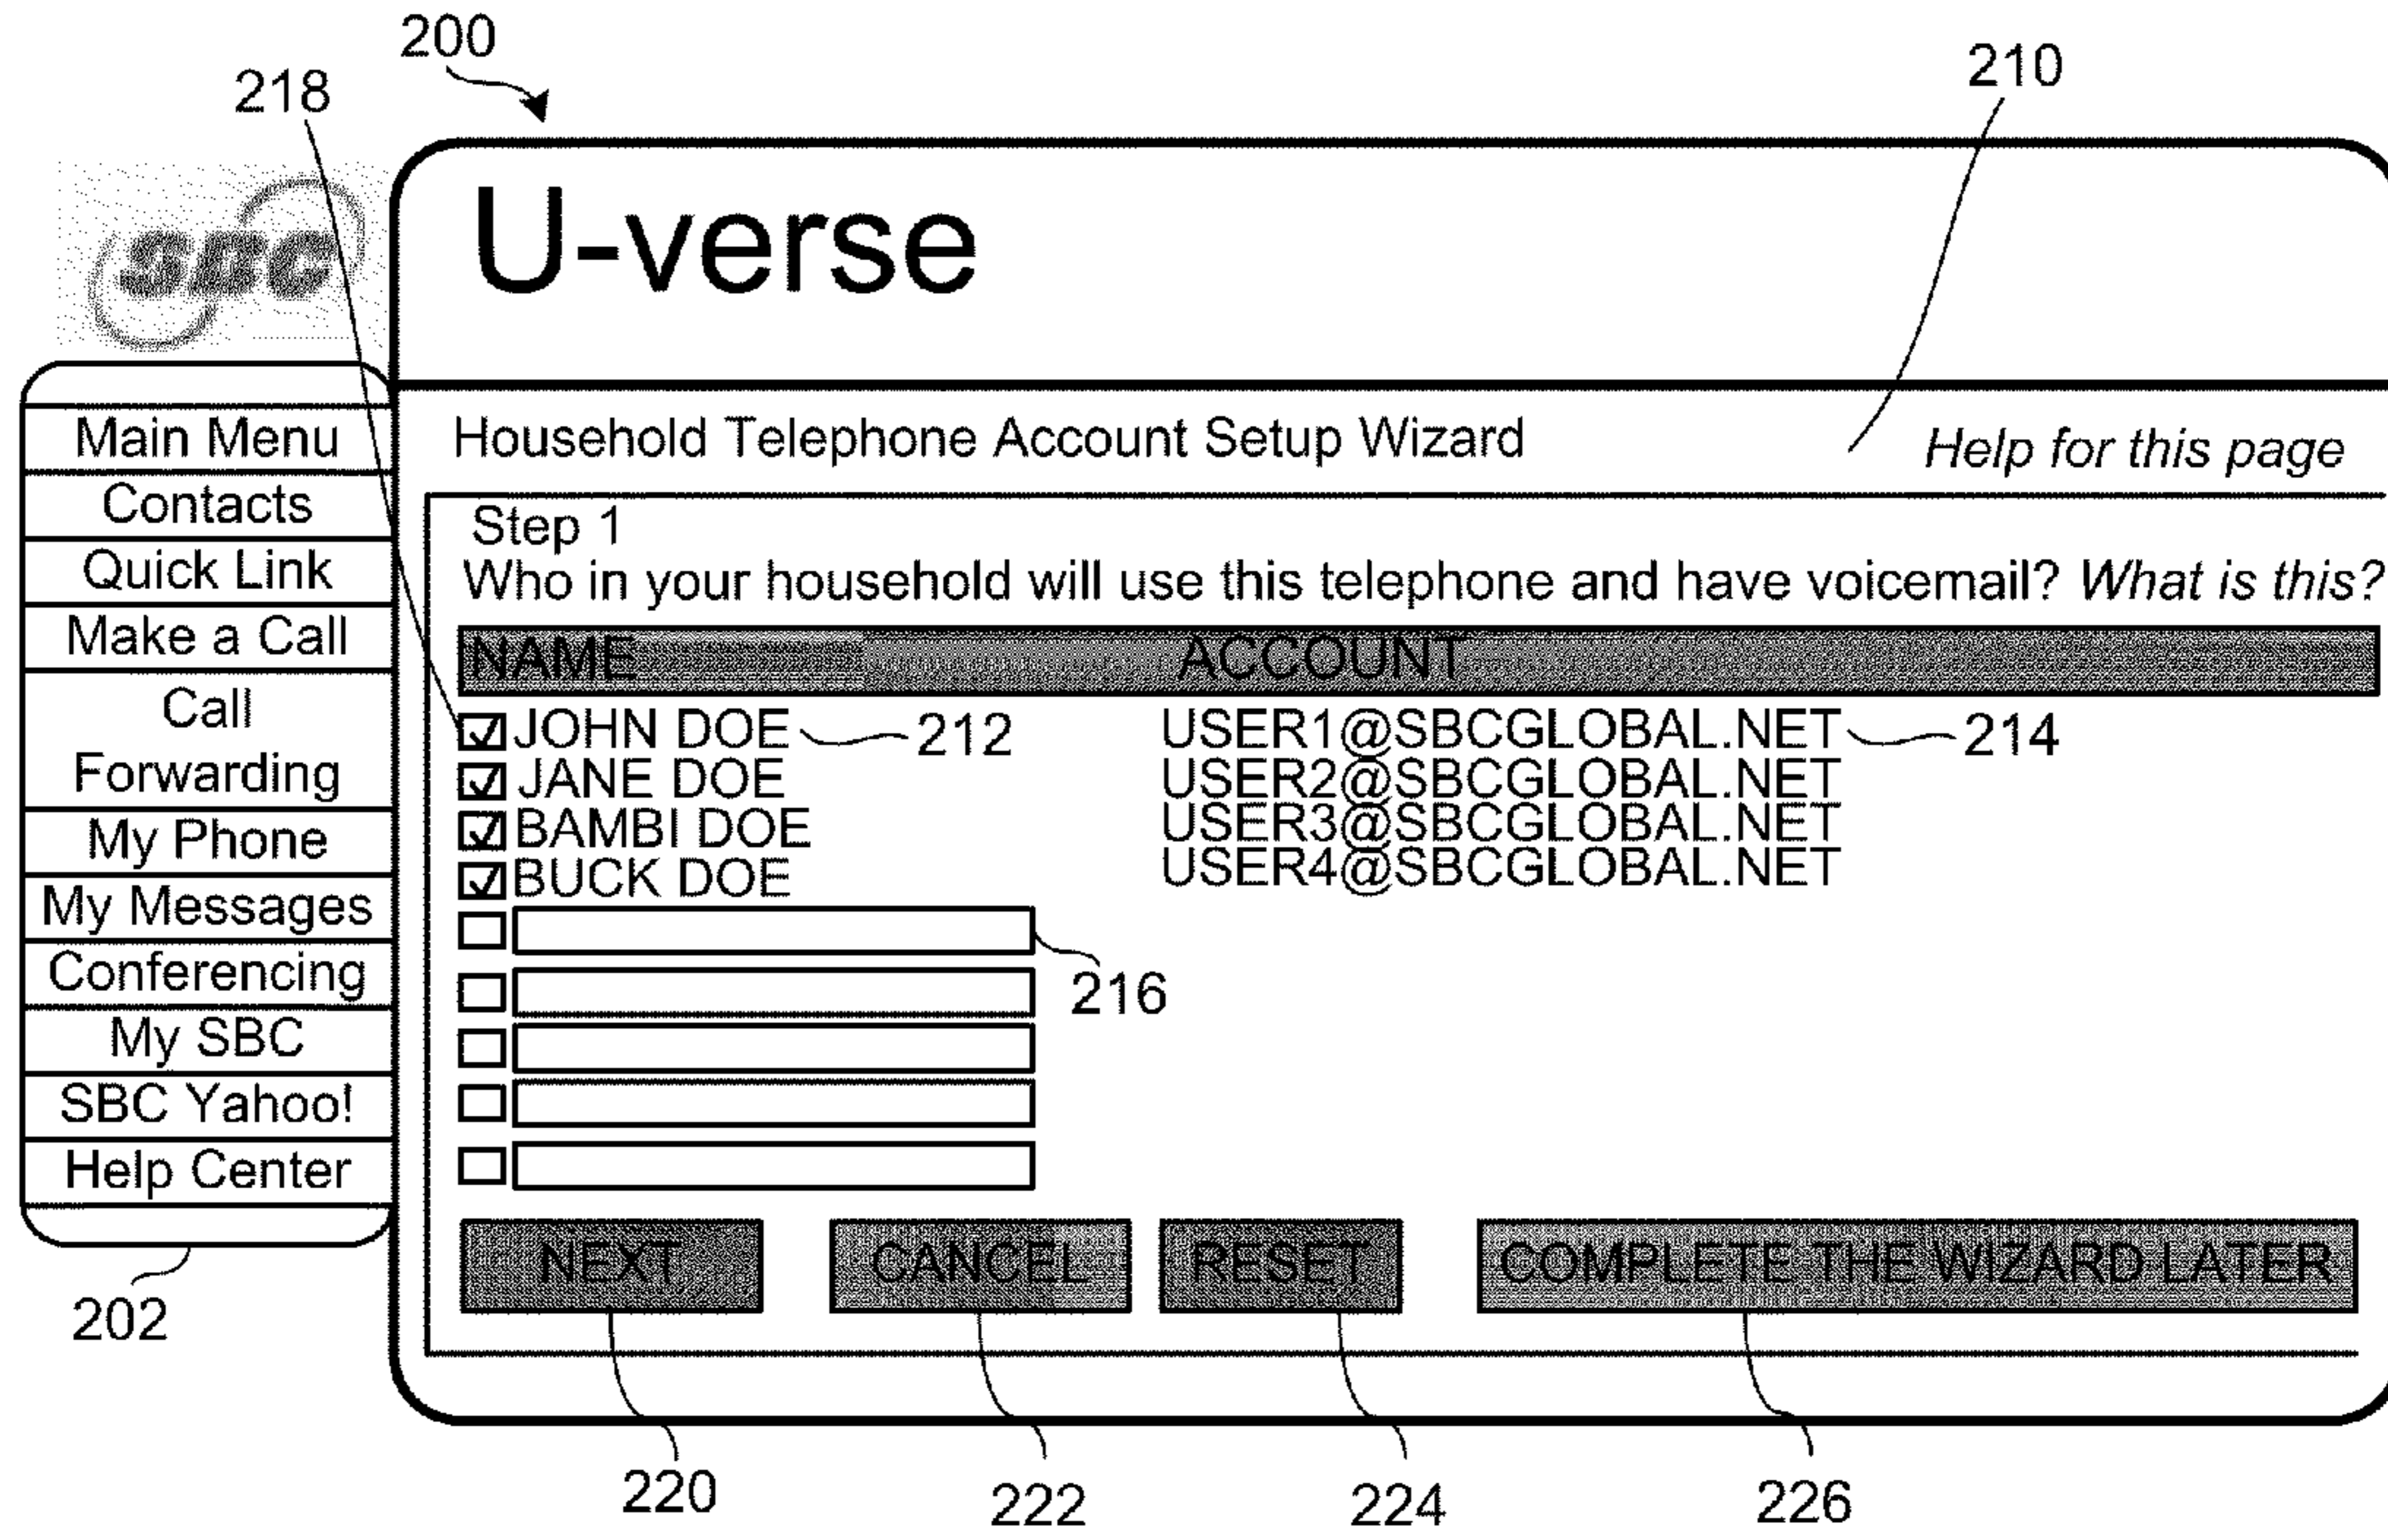 200
218
210
SBC
U-verse
Main Menu
Contacts
Quick Link
Make a Call
Call
Forwarding
My Phone
My Messages
Conferencing
My SBC
SBC Yahoo!
Help Center
202
Household Telephone Account Setup Wizard
Help for this page
Step 1
Who in your household will use this telephone and have voicemail? What is this?
NAME ACCOUNT
JOHN DOE 212 USER1@SBCGLOBAL.NET 214
JANE DOE USER2@SBCGLOBAL.NET
BAMBI DOE USER3@SBCGLOBAL.NET
BUCK DOE USER4@SBCGLOBAL.NET
216
NEXT CANCEL RESET COMPLETE THE WIZARD LATER
220 222 224 226